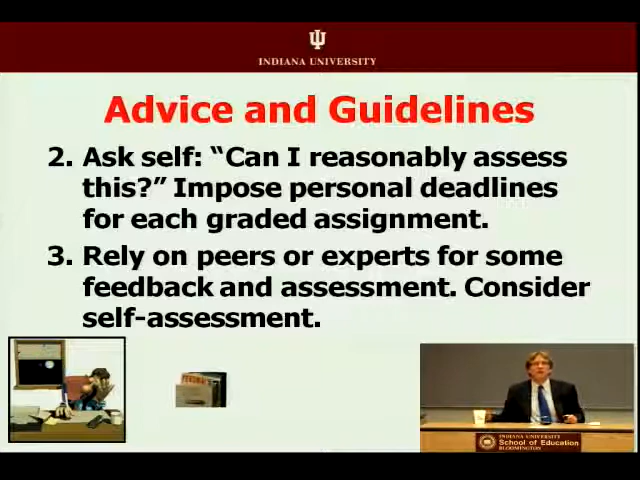 INDIANA UNIVERSITY
Advice and Guidelines
2. Ask self: “Can I reasonably assess
this?” Impose personal deadlines
for each graded assignment.
3. Rely on peers or experts for some
feedback and assessment. Consider
self-assessment.
INDIANA UNIVERSITY
School of Education
BLOOMINGTON